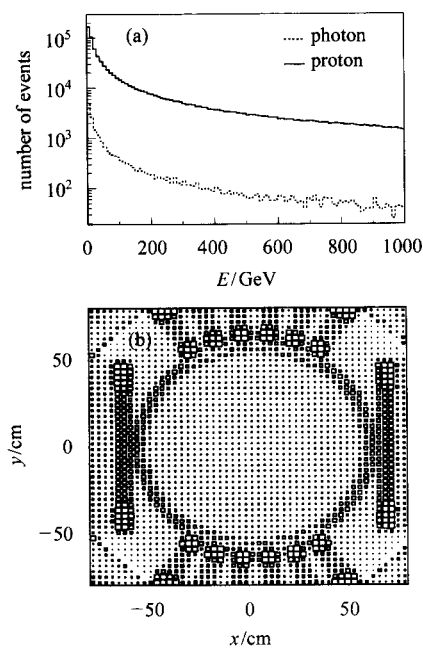 (a)
photon
proton
10^5
10^4
10^3
10^2
number of events
0
200
400
600
800
1000
E/GeV
(b)
50
0
−50
y/cm
−50
0
50
x/cm